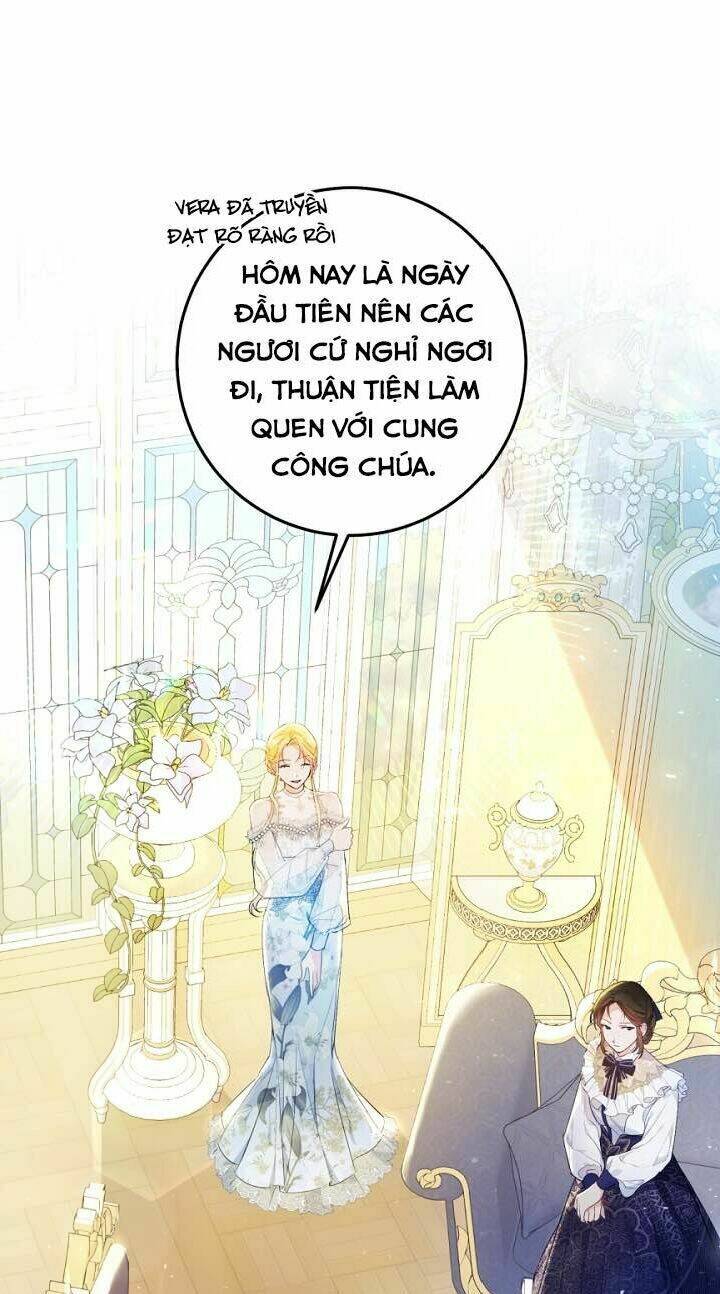 VERA ĐÃ TRUYỀN
ĐẠT RÕ RÀNG RỒI
HÔM NAY LÀ NGÀY
ĐẦU TIÊN NÊN CÁC
NGƯƠI CỨ NGHỈ NGƠI
ĐI, THUẬN TIỆN LÀM
QUEN VỚI CUNG
CÔNG CHÚA.